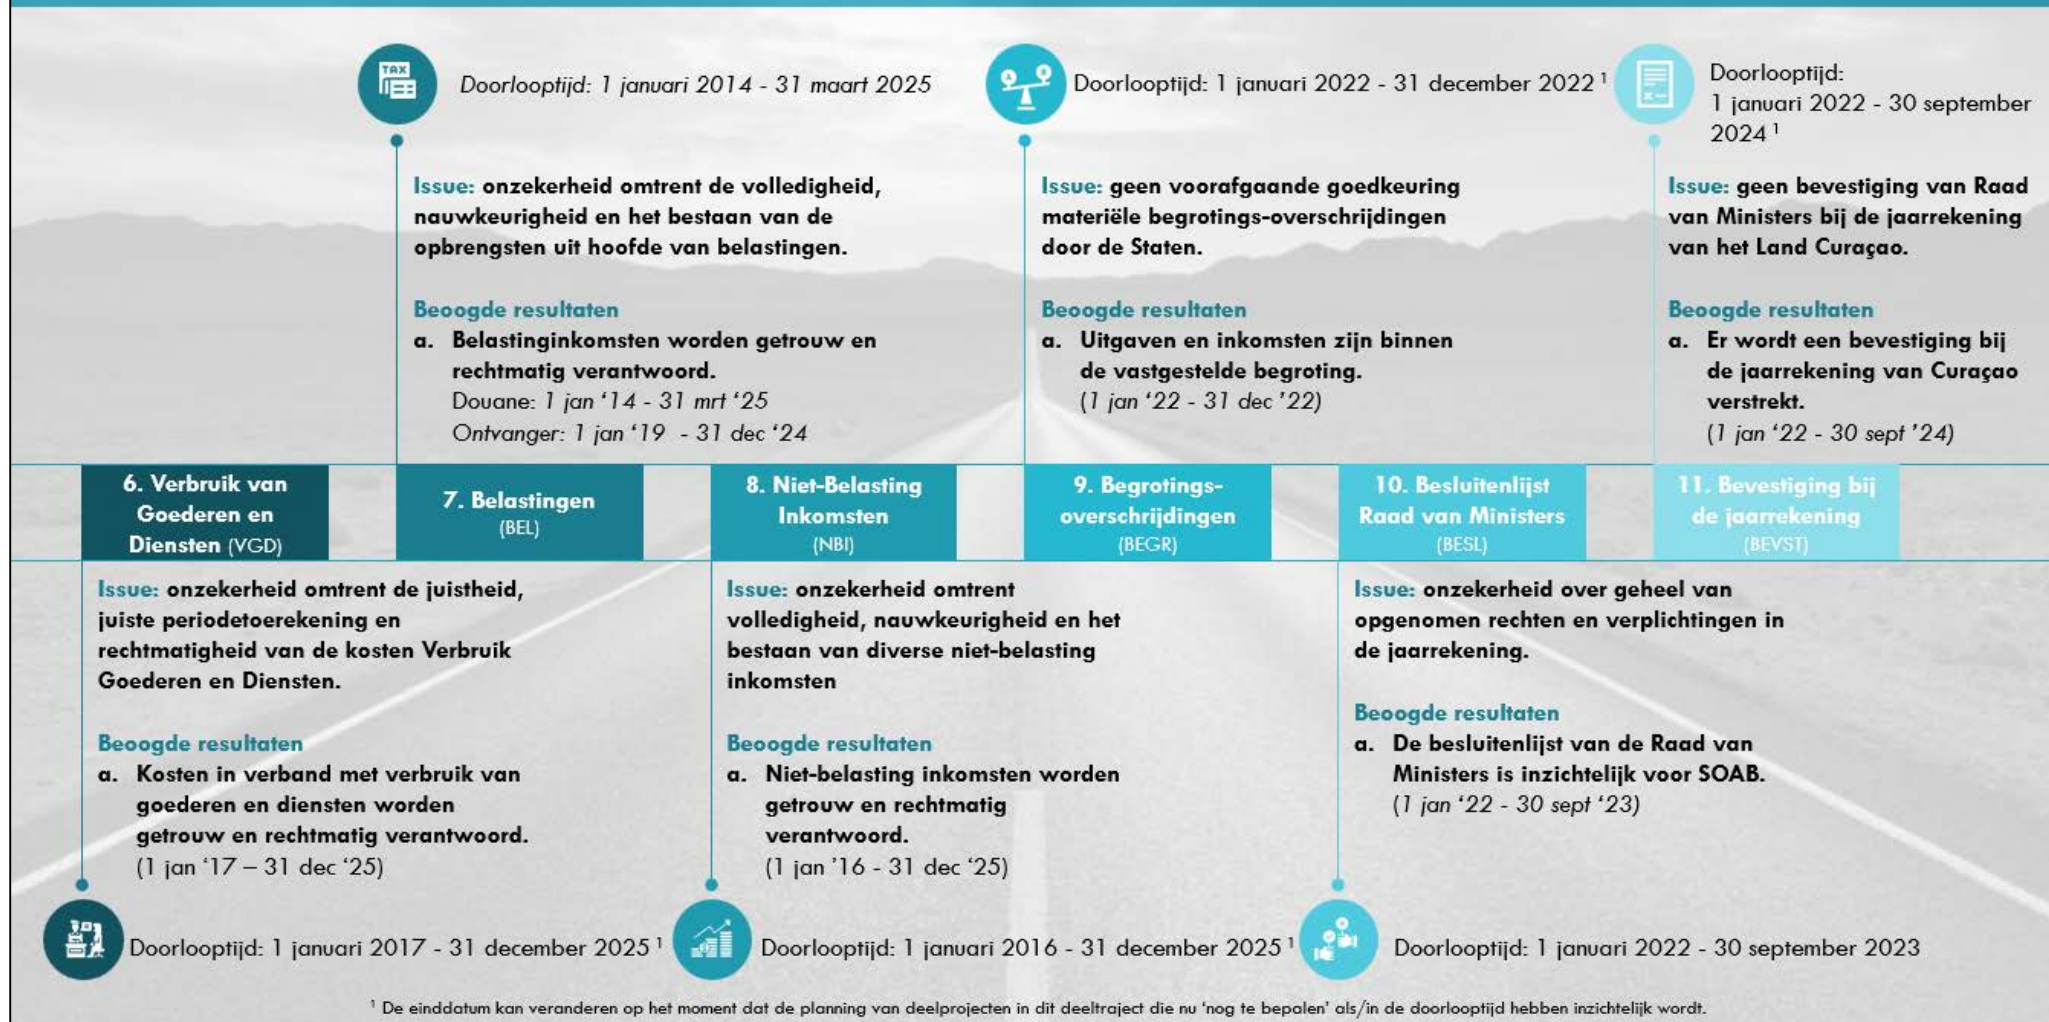 TAX
Doorlooptijd: 1 januari 2014 - 31 maart 2025
Issue: onzekerheid omtrent de volledigheid,
nauwkeurigheid en het bestaan van de
opbrengsten uit hoofde van belastingen.
Beoogde resultaten
a. Belastinginkomsten worden getrouw en
rechtmatig verantwoord.
Douane: 1 jan ‘14 - 31 mrt ‘25
Ontvanger: 1 jan ‘19 - 31 dec ‘24
Doorlooptijd: 1 januari 2022 - 31 december 2022 ¹
Issue: geen voorafgaande goedkeuring
materiële begrotings-overschrijdingen
door de Staten.
Beoogde resultaten
a. Uitgaven en inkomsten zijn binnen
de vastgestelde begroting.
(1 jan ‘22 - 31 dec ’22)
Doorlooptijd:
1 januari 2022 - 30 september
2024 ¹
Issue: geen bevestiging van Raad
van Ministers bij de jaarrekening
van het Land Curaçao.
Beoogde resultaten
a. Er wordt een bevestiging bij
de jaarrekening van Curaçao
verstrekt.
(1 jan ‘22 - 30 sept ’24)
6. Verbruik van
Goederen en
Diensten (VGD)
7. Belastingen
(BEL)
8. Niet-Belasting
Inkomsten
(NBI)
9. Begrotings-
overschrijdingen
(BEGR)
10. Besluitenlijst
Raad van Ministers
(BESL)
11. Bevestiging bij
de jaarrekening
(BEVST)
Issue: onzekerheid omtrent de juistheid,
juiste periodetoerekening en
rechtmatigheid van de kosten Verbruik
Goederen en Diensten.
Beoogde resultaten
a. Kosten in verband met verbruik van
goederen en diensten worden
getrouw en rechtmatig verantwoord.
(1 jan ‘17 – 31 dec ‘25)
Doorlooptijd: 1 januari 2017 - 31 december 2025 ¹
Issue: onzekerheid omtrent
volledigheid, nauwkeurigheid en het
bestaan van diverse niet-belasting
inkomsten
Beoogde resultaten
a. Niet-belasting inkomsten worden
getrouw en rechtmatig
verantwoord.
(1 jan ’16 - 31 dec ‘25)
Doorlooptijd: 1 januari 2016 - 31 december 2025 ¹
Issue: onzekerheid over geheel van
opgenomen rechten en verplichtingen in
de jaarrekening.
Beoogde resultaten
a. De besluitenlijst van de Raad van
Ministers is inzichtelijk voor SOAB.
(1 jan ‘22 - 30 sept ‘23)
Doorlooptijd: 1 januari 2022 - 30 september 2023
¹ De einddatum kan veranderen op het moment dat de planning van deelprojecten in dit deeltraject die nu ‘nog te bepalen’ als/in de doorlooptijd hebben inzichtelijk wordt.